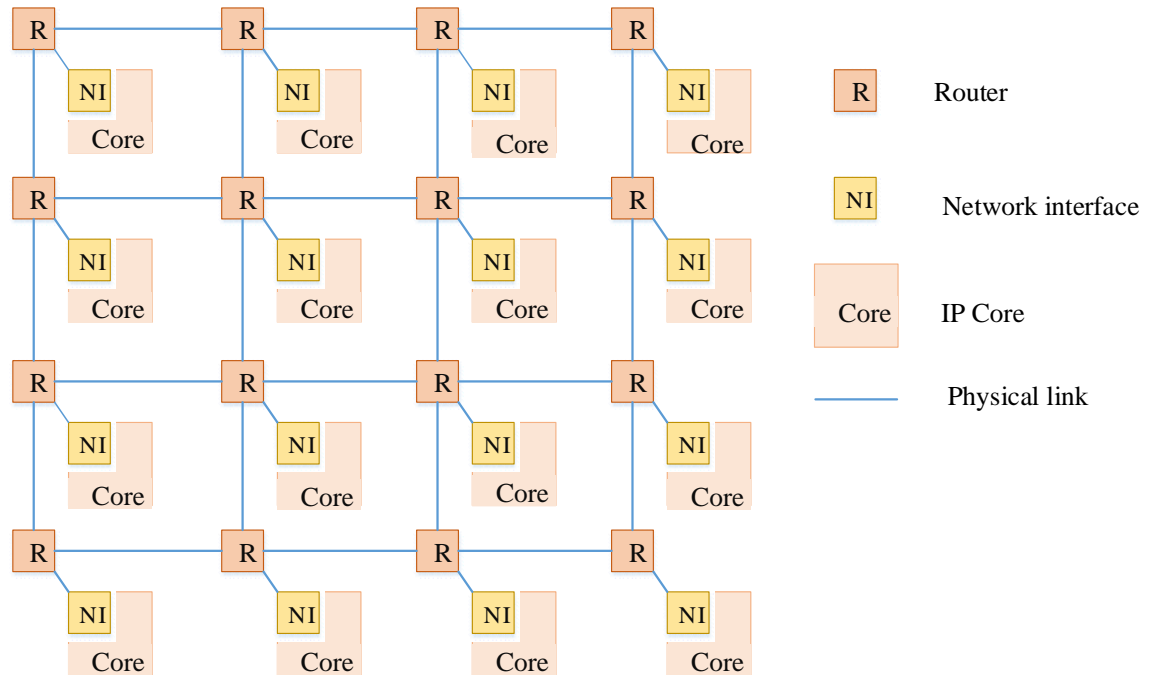 R R R R
NI NI NI NI
Core Core Core Core
R R R R
NI NI NI NI
Core Core Core Core
R R R R
NI NI NI NI
Core Core Core Core
R R R R
NI NI NI NI
Core Core Core Core
R Router
NI Network interface
Core IP Core
Physical link